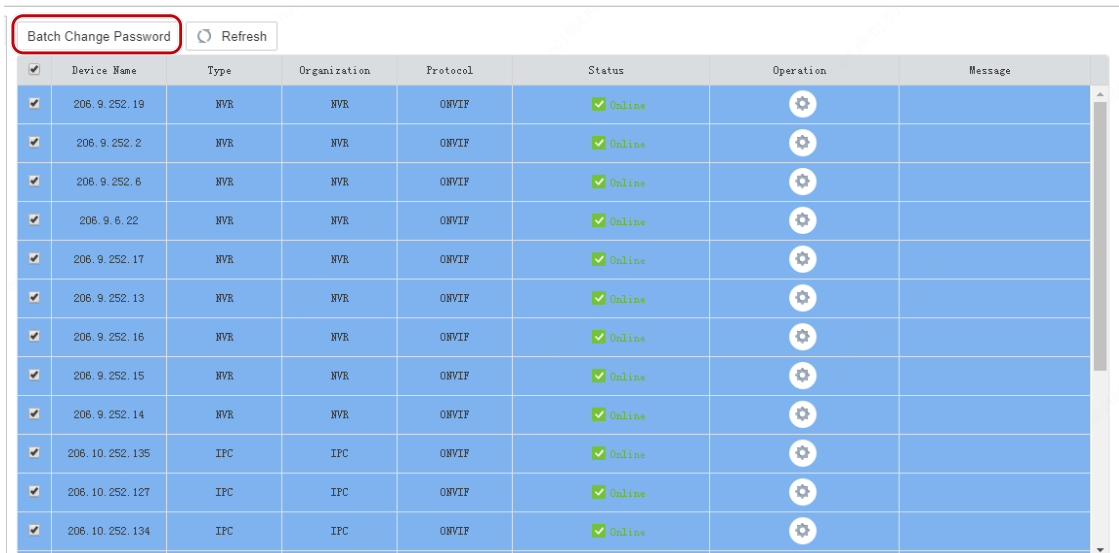 Batch Change Password Refresh
Device Name Type Organization Protocol Status Operation Message
206.9.252.19 NVR NVR ONVIF Online
206.9.252.2 NVR NVR ONVIF Online
206.9.252.6 NVR NVR ONVIF Online
206.9.6.22 NVR NVR ONVIF Online
206.9.252.17 NVR NVR ONVIF Online
206.9.252.13 NVR NVR ONVIF Online
206.9.252.16 NVR NVR ONVIF Online
206.9.252.15 NVR NVR ONVIF Online
206.9.252.14 NVR NVR ONVIF Online
206.10.252.135 IPC IPC ONVIF Online
206.10.252.127 IPC IPC ONVIF Online
206.10.252.134 IPC IPC ONVIF Online